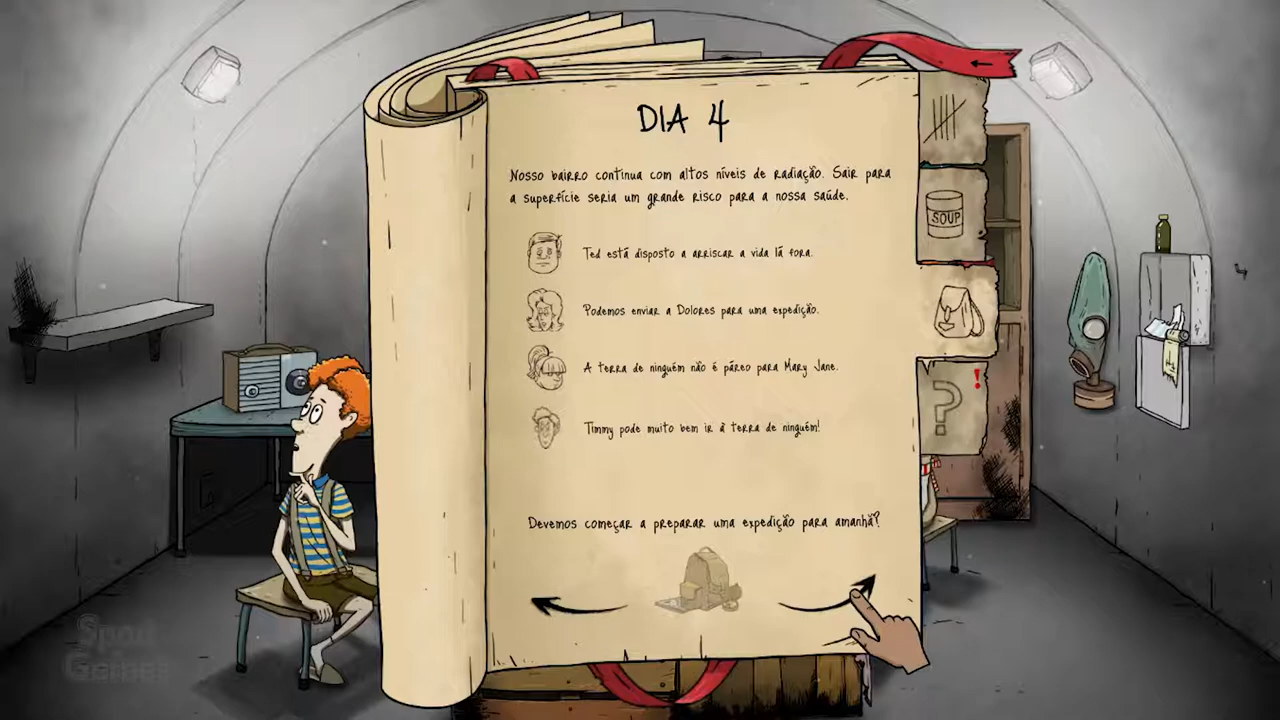 DIA 4
Nosso bairro continua com altos níveis de radiação. Sair para
a superfície seria um grande risco para a nossa saúde.
Ted está disposto a arriscar a vida lá fora.
Podemos enviar a Dolores para uma expedição.
A terra de ninguém não é páreo para Mary Jane.
Timmy pode muito bem ir à terra de ninguém!
Devemos começar a preparar uma expedição para amanhã?
SOUP
?
!
Sport
Games